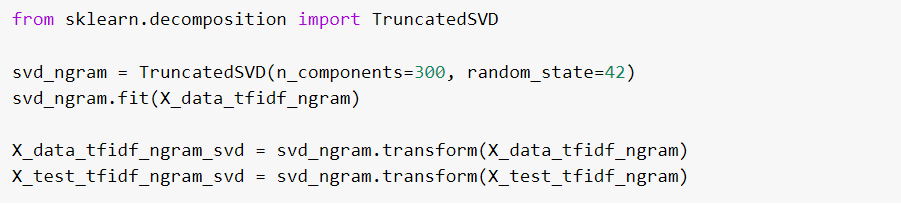 from sklearn.decomposition import TruncatedSVD
svd_ngram = TruncatedSVD(n_components=300, random_state=42)
svd_ngram.fit(X_data_tfidf_ngram)
X_data_tfidf_ngram_svd = svd_ngram.transform(X_data_tfidf_ngram)
X_test_tfidf_ngram_svd = svd_ngram.transform(X_test_tfidf_ngram)